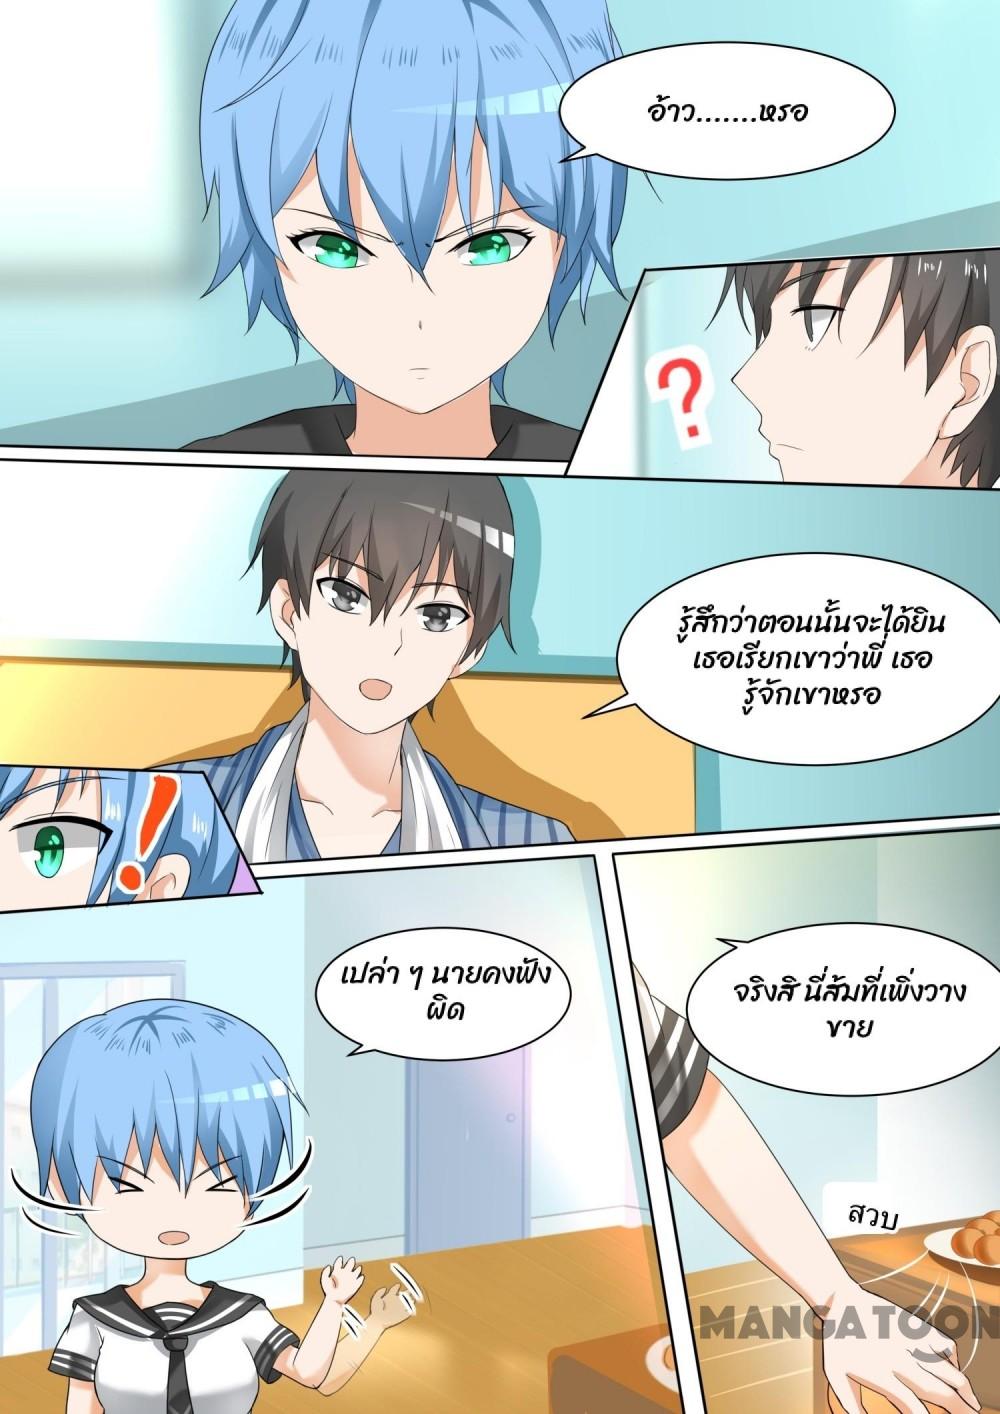 อ้าว.......หรอ
?
รู้สึกว่าตอนนั้นจะได้ยิน
เธอเรียกเขาว่าพี่ เธอ
รู้จักเขาหรอ
!
เปล่า ๆ นายคงฟัง
ผิด
จริงสิ นี่ส้มที่เพิ่งวาง
ขาย
สวบ
MANGATOON